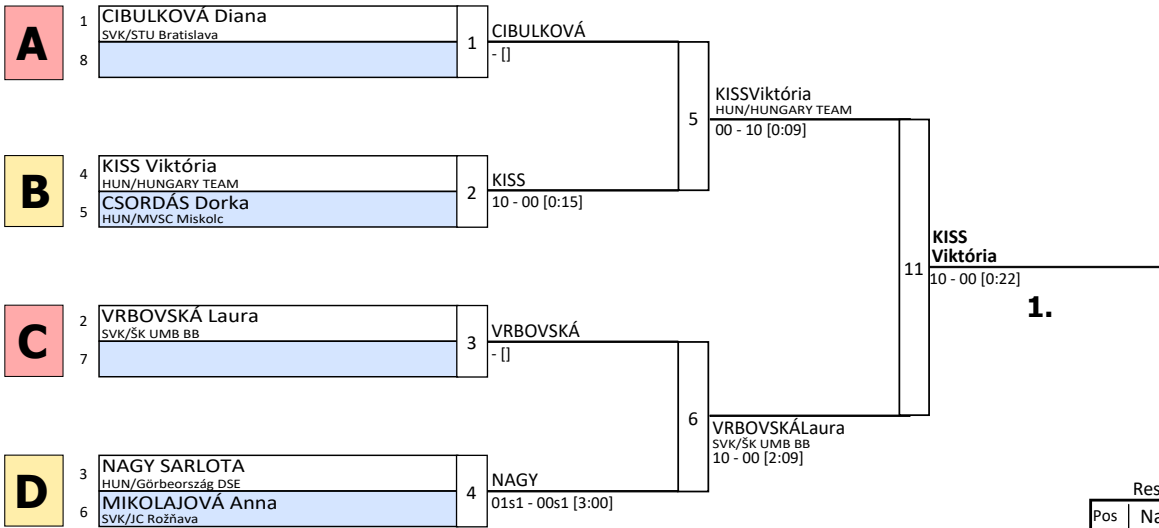 A
1 CIBULKOVÁ Diana
SVK/STU Bratislava
8
1
CIBULKOVÁ
- []
5
KISSViktória
HUN/HUNGARY TEAM
00 - 10 [0:09]
B
4 KISS Viktória
HUN/HUNGARY TEAM
5 CSORDÁS Dorka
HUN/MVSC Miskolc
2
KISS
10 - 00 [0:15]
11
KISS
Viktória
10 - 00 [0:22]
1.
C
2 VRBOVSKÁ Laura
SVK/ŠK UMB BB
7
3
VRBOVSKÁ
- []
6
VRBOVSKÁLaura
SVK/ŠK UMB BB
10 - 00 [2:09]
D
3 NAGY SARLOTA
HUN/Görbeország DSE
6 MIKOLAJOVÁ Anna
SVK/JC Rožňava
4
NAGY
01s1 - 00s1 [3:00]
Res
Pos Na